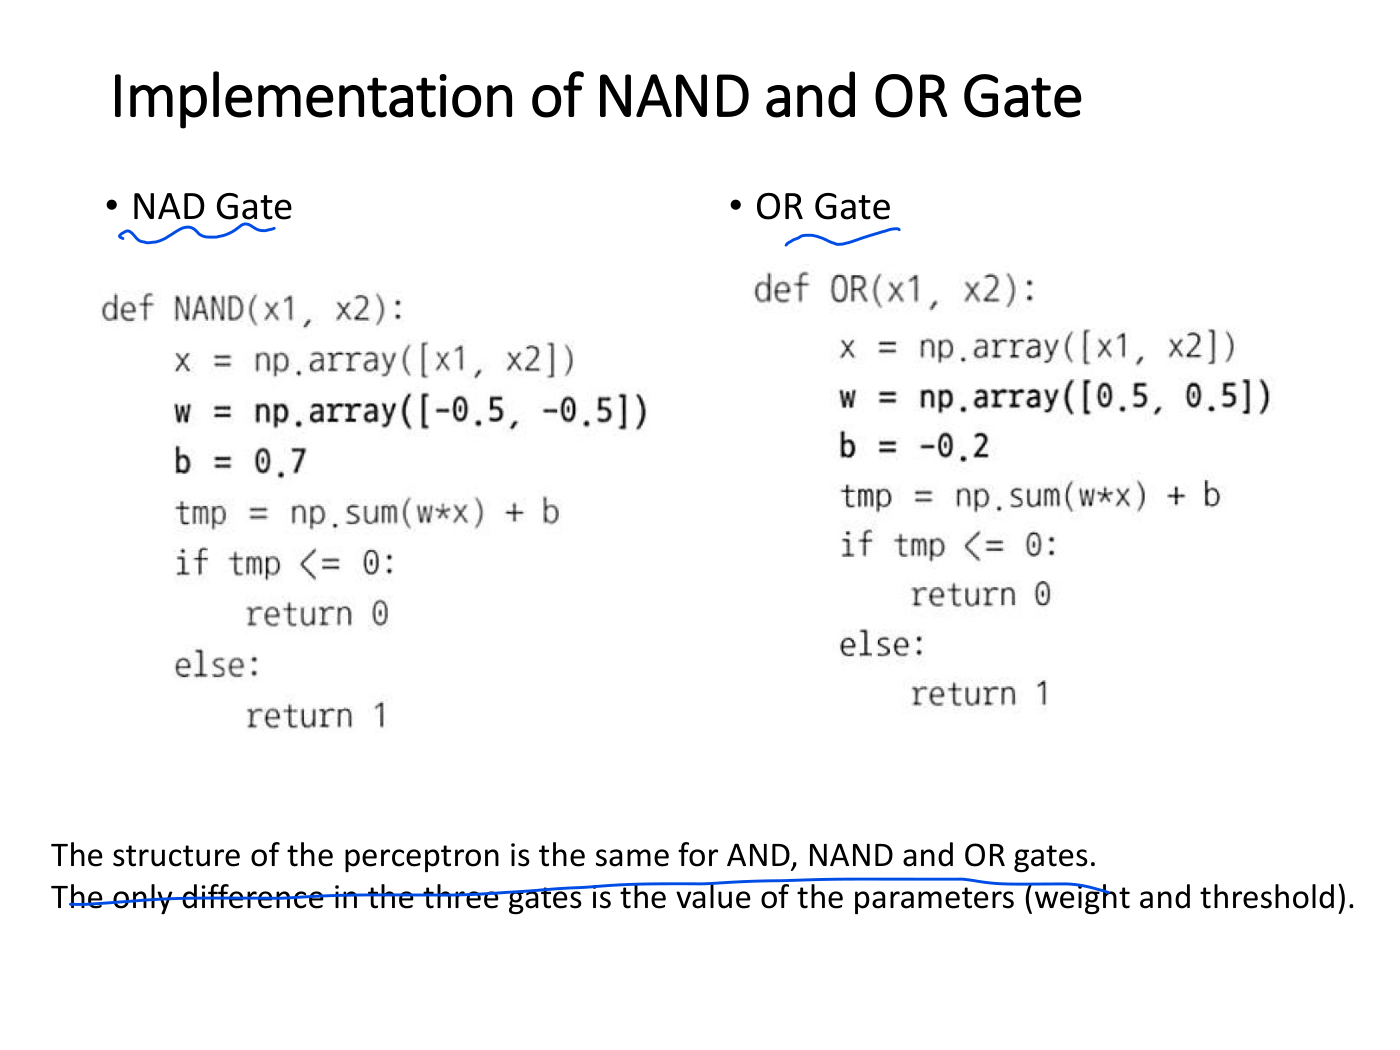 Implementation of NAND and OR Gate
• NAD Gate
def NAND(x1, x2):
    x = np.array([x1, x2])
    w = np.array([-0.5, -0.5])
    b = 0.7
    tmp = np.sum(w*x) + b
    if tmp <= 0:
        return 0
    else:
        return 1
• OR Gate
def OR(x1, x2):
    x = np.array([x1, x2])
    w = np.array([0.5, 0.5])
    b = -0.2
    tmp = np.sum(w*x) + b
    if tmp <= 0:
        return 0
    else:
        return 1
The structure of the perceptron is the same for AND, NAND and OR gates.
The only difference in the three gates is the value of the parameters (weight and threshold).